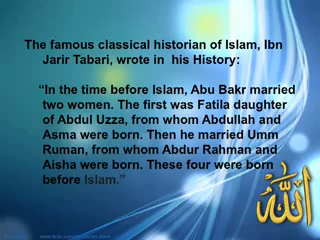 The famous classical historian of Islam, Ibn
Jarir Tabari, wrote in his History:
“In the time before Islam, Abu Bakr married
two women. The first was Fatila daughter
of Abdul Uzza, from whom Abdullah and
Asma were born. Then he married Umm
Ruman, from whom Abdur Rahman and
Aisha were born. These four were born
before Islam.”
الله